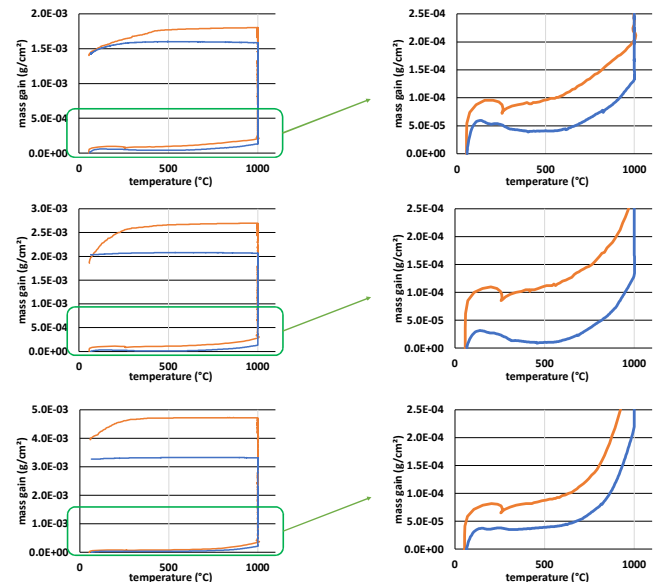 mass gain (g/cm²)
2.0E-03
1.5E-03
1.0E-03
5.0E-04
0.0E+00
0
500
1000
temperature (°C)
mass gain (g/cm²)
2.5E-04
2.0E-04
1.5E-04
1.0E-04
5.0E-05
0.0E+00
0
500
1000
temperature (°C)
mass gain (g/cm²)
3.0E-03
2.5E-03
2.0E-03
1.5E-03
1.0E-03
5.0E-04
0.0E+00
0
500
1000
temperature (°C)
mass gain (g/cm²)
2.5E-04
2.0E-04
1.5E-04
1.0E-04
5.0E-05
0.0E+00
0
500
1000
temperature (°C)
mass gain (g/cm²)
5.0E-03
4.0E-03
3.0E-03
2.0E-03
1.0E-03
0.0E+00
0
500
1000
temperature (°C)
mass gain (g/cm²)
2.5E-04
2.0E-04
1.5E-04
1.0E-04
5.0E-05
0.0E+00
0
500
1000
temperature (°C)